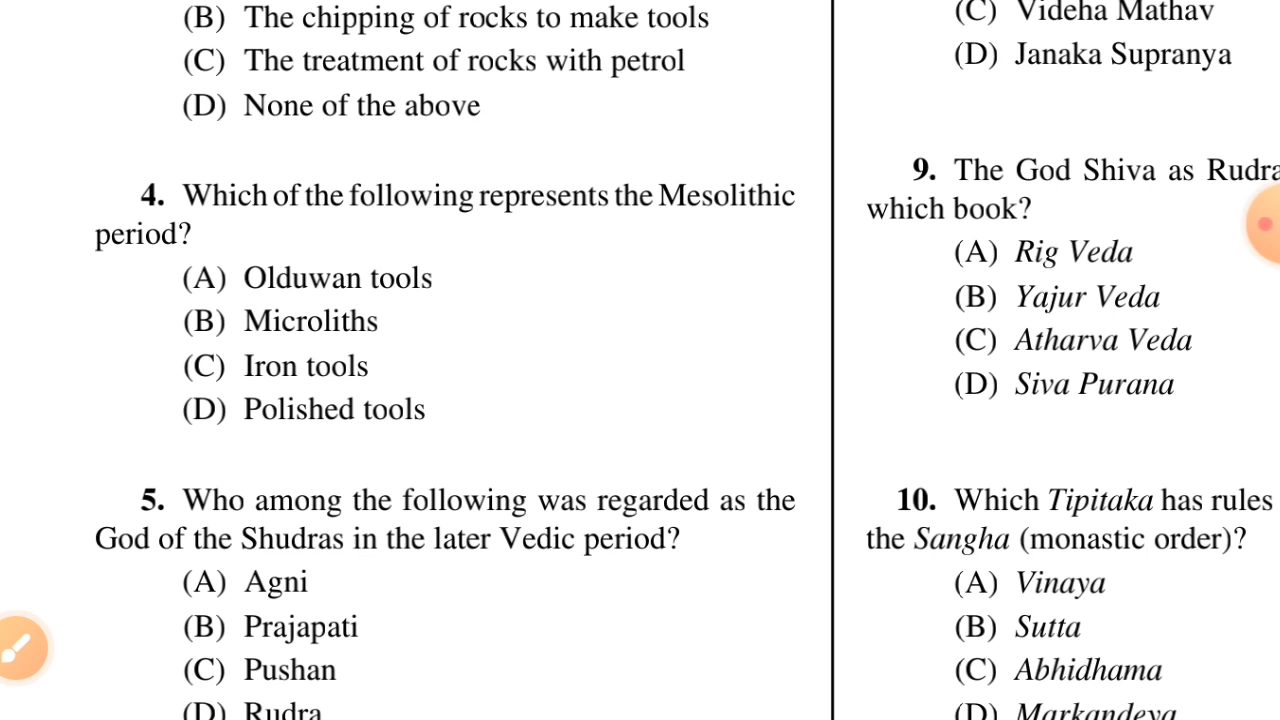 (B) The chipping of rocks to make tools
(C) The treatment of rocks with petrol
(D) None of the above
4. Which of the following represents the Mesolithic
period?
(A) Olduwan tools
(B) Microliths
(C) Iron tools
(D) Polished tools
5. Who among the following was regarded as the
God of the Shudras in the later Vedic period?
(A) Agni
(B) Prajapati
(C) Pushan
(D) Rudra
(C) Videha Mathav
(D) Janaka Supranya
9. The God Shiva as Rudra
which book?
(A) Rig Veda
(B) Yajur Veda
(C) Atharva Veda
(D) Siva Purana
10. Which Tipitaka has rules
the Sangha (monastic order)?
(A) Vinaya
(B) Sutta
(C) Abhidhama
(D) Markandeya